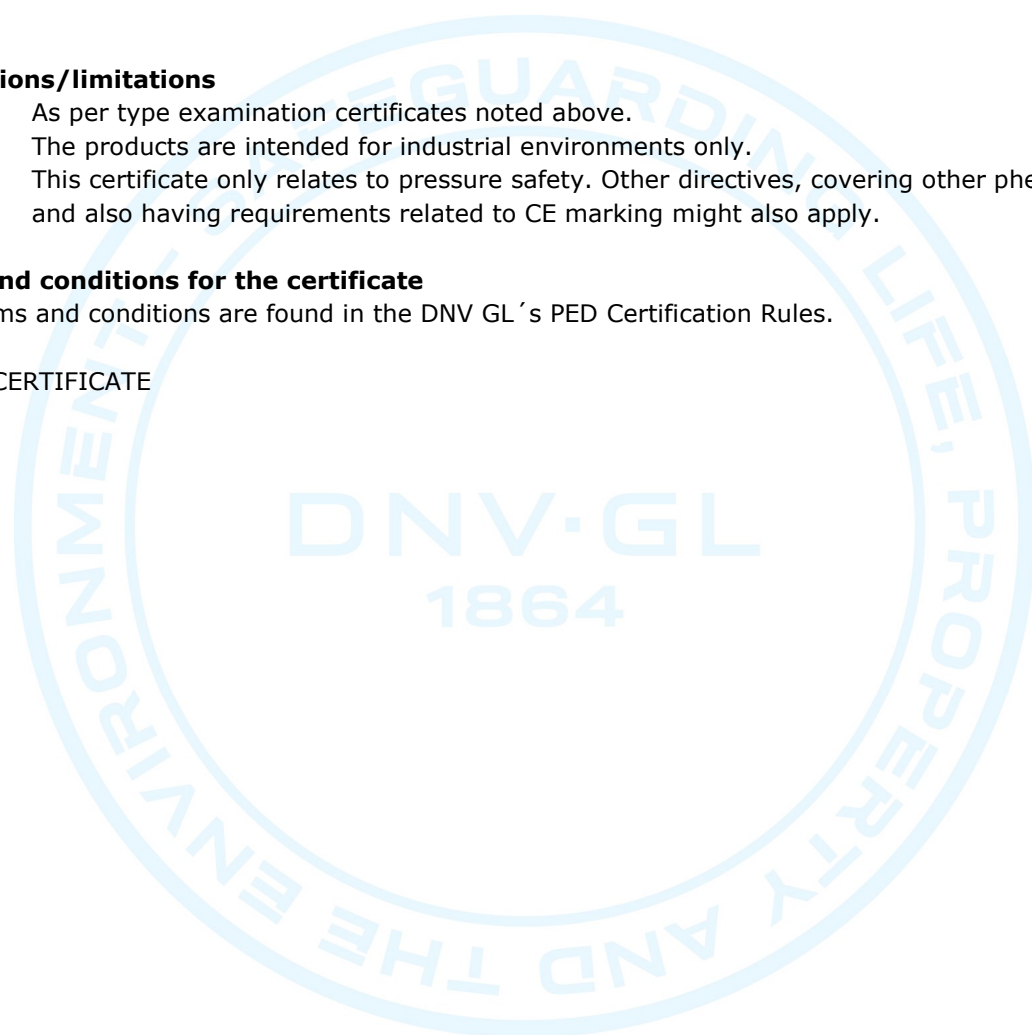 ions/limitations
As per type examination certificates noted above.
The products are intended for industrial environments only.
This certificate only relates to pressure safety. Other directives, covering other phe
and also having requirements related to CE marking might also apply.
nd conditions for the certificate
ms and conditions are found in the DNV GL´s PED Certification Rules.
CERTIFICATE
SAFEGUARDING LIFE, PROPERTY AND THE ENVIRONMENT
DNV·GL
1864